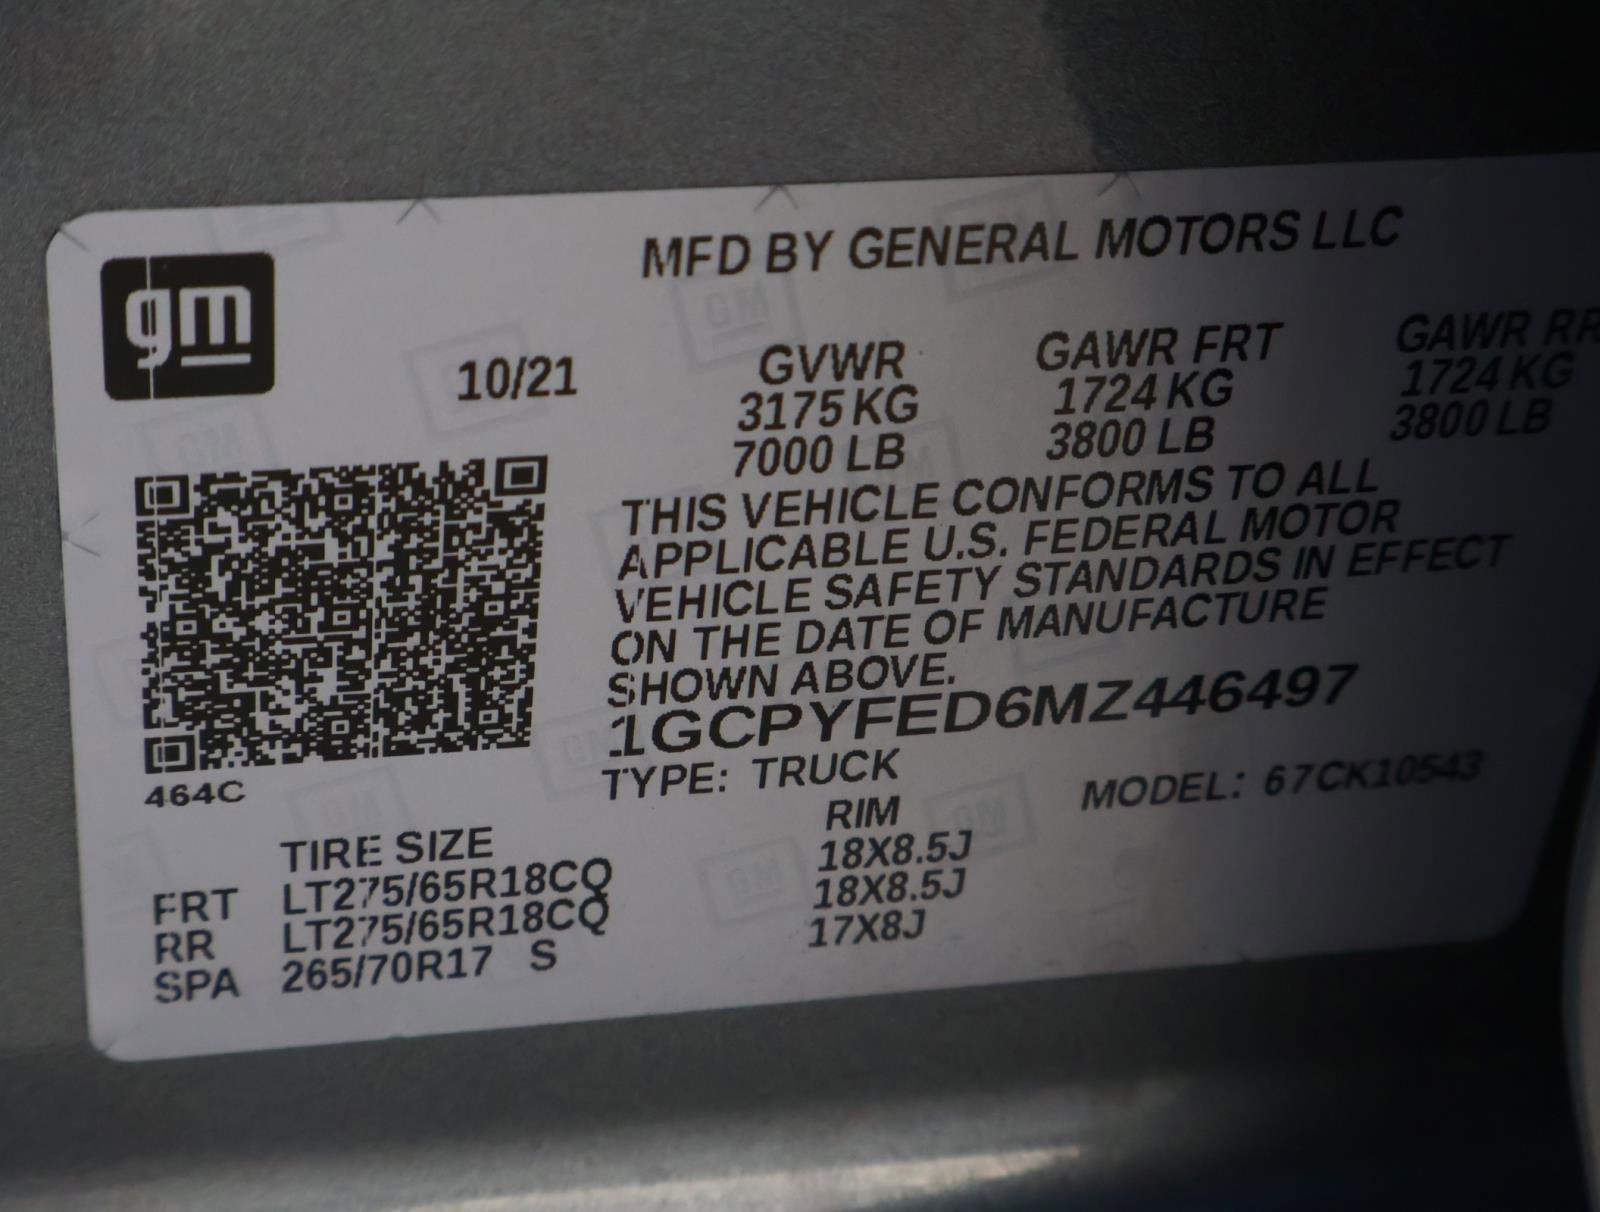 gm
MFD BY GENERAL MOTORS LLC
10/21 GVWR GAWR FRT GAWR RR
3175 KG 1724 KG 1724 KG
7000 LB 3800 LB 3800 LB
THIS VEHICLE CONFORMS TO ALL
APPLICABLE U.S. FEDERAL MOTOR
VEHICLE SAFETY STANDARDS IN EFFECT
ON THE DATE OF MANUFACTURE
SHOWN ABOVE.
1GCPYFED6MZ446497
464C
TYPE: TRUCK MODEL: 67CK10543
TIRE SIZE RIM
FRT LT275/65R18CQ 18X8.5J
RR LT275/65R18CQ 18X8.5J
SPA 265/70R17 S 17X8J